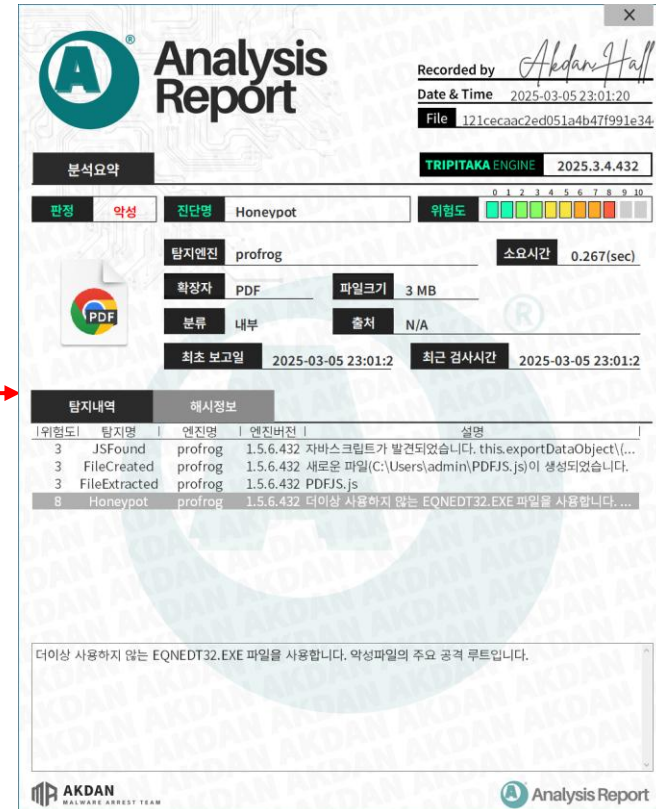 ×
A®
Analysis
Report
Recorded by Akdan Hall
Date & Time 2025-03-05 23:01:20
File 121cecaac2ed051a4b47f991e34
분석요약
TRIPITAKA ENGINE 2025.3.4.432
0 1 2 3 4 5 6 7 8 9 10
판정 악성 진단명 Honeypot 위험도
탐지엔진 profrog 소요시간 0.267(sec)
확장자 PDF 파일크기 3 MB
PDF
분류 내부 출처 N/A
최초 보고일 2025-03-05 23:01:2 최근 검사시간 2025-03-05 23:01:2
탐지내역 해시정보
위험도 탐지명 엔진명 엔진버전 설명
3 JSFound profrog 1.5.6.432 자바스크립트가 발견되었습니다. this.exportDataObject\(...
3 FileCreated profrog 1.5.6.432 새로운 파일(C:\Users\admin\PDFJS.js)이 생성되었습니다.
3 FileExtracted profrog 1.5.6.432 PDFJS.js
8 Honeypot profrog 1.5.6.432 더이상 사용하지 않는 EQNEDT32.EXE 파일을 사용합니다. ...
더이상 사용하지 않는 EQNEDT32.EXE 파일을 사용합니다. 악성파일의 주요 공격 루트입니다.
AKDAN
MALWARE ARREST TEAM
Analysis Report